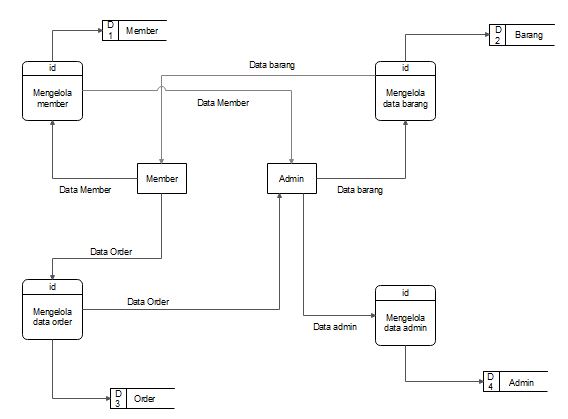 D
1
Member
D
2
Barang
id
Mengelola
member
Data barang
Data Member
id
Mengelola
data barang
Data Member
Member
Admin
Data barang
Data Order
id
Mengelola
data order
Data Order
Data admin
id
Mengelola
data admin
D
3
Order
D
4
Admin